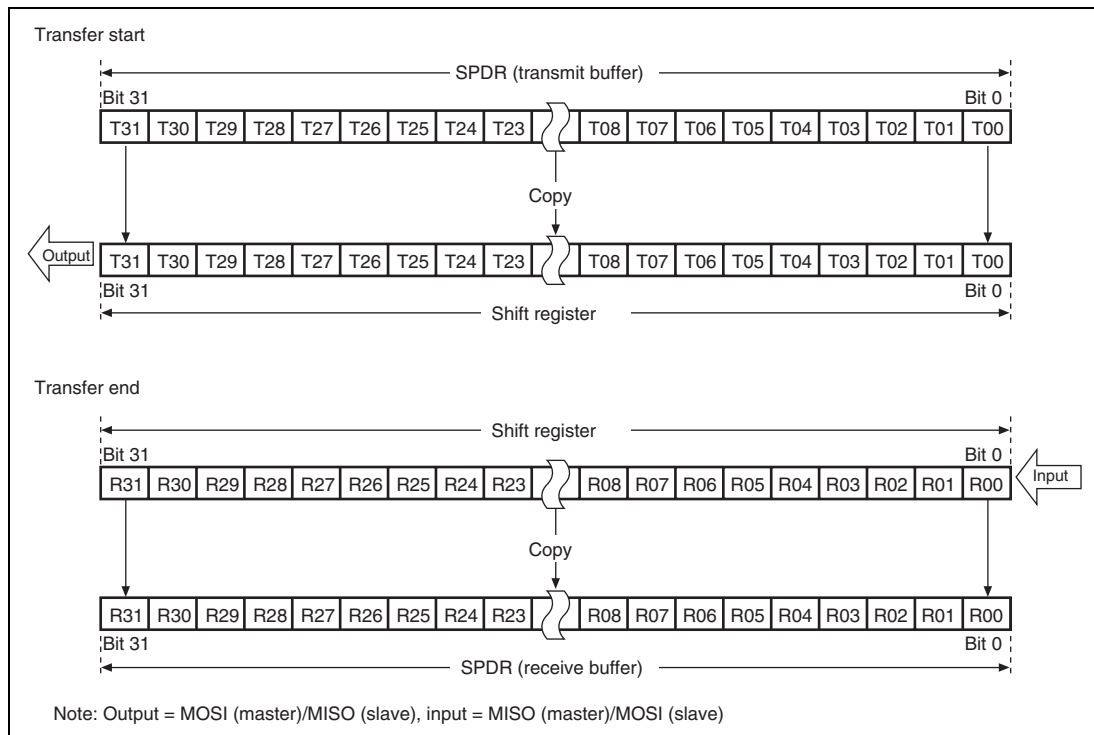 Transfer start
SPDR (transmit buffer)
Bit 31 Bit 0
T31 T30 T29 T28 T27 T26 T25 T24 T23 T08 T07 T06 T05 T04 T03 T02 T01 T00
Copy
Output T31 T30 T29 T28 T27 T26 T25 T24 T23 T08 T07 T06 T05 T04 T03 T02 T01 T00
Bit 31 Bit 0
Shift register
Transfer end
Shift register
Bit 31 Bit 0
R31 R30 R29 R28 R27 R26 R25 R24 R23 R08 R07 R06 R05 R04 R03 R02 R01 R00 Input
Copy
R31 R30 R29 R28 R27 R26 R25 R24 R23 R08 R07 R06 R05 R04 R03 R02 R01 R00
Bit 31 Bit 0
SPDR (receive buffer)
Note: Output = MOSI (master)/MISO (slave), input = MISO (master)/MOSI (slave)